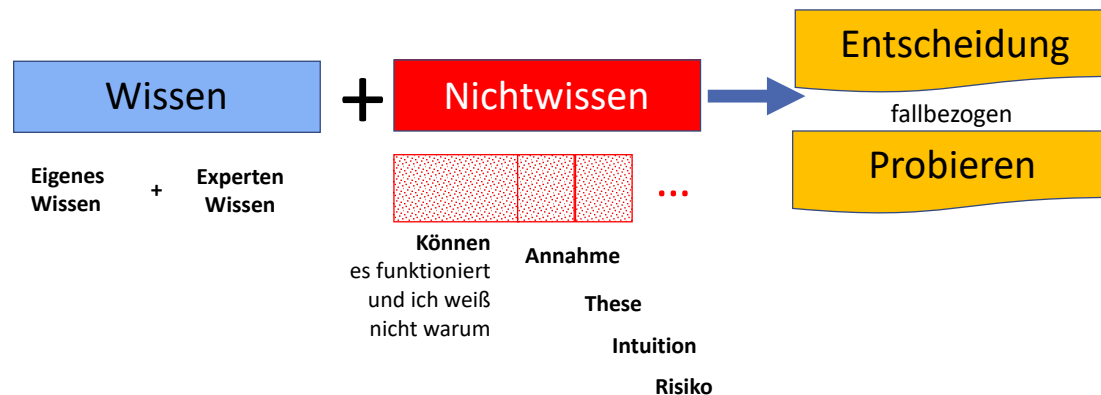 Wissen
+
Nichtwissen
Entscheidung
fallbezogen
Probieren
Eigenes
Wissen
+
Experten
Wissen
...
Können
es funktioniert
und ich weiß
nicht warum
Annahme
These
Intuition
Risiko